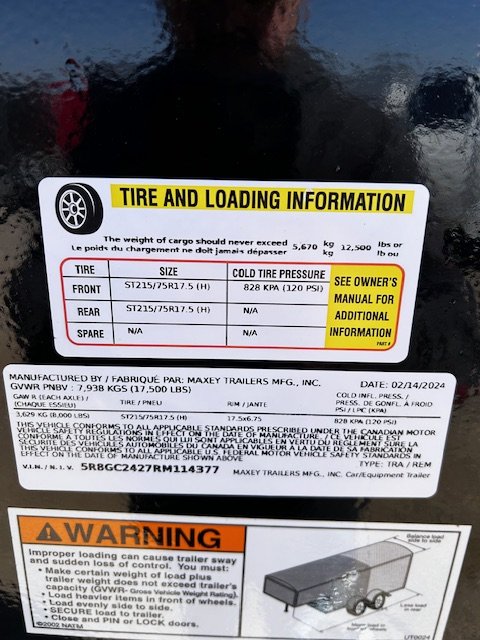 TIRE AND LOADING INFORMATION
The weight of cargo should never exceed 5,670 kg 12,500 lbs or
Le poids du chargement ne doit jamais dépasser kg lb ou
TIRE SIZE COLD TIRE PRESSURE
FRONT ST215/75R17.5 (H) 828 KPA (120 PSI)
REAR ST215/75R17.5 (H) N/A
SPARE N/A N/A
SEE OWNER'S
MANUAL FOR
ADDITIONAL
INFORMATION
PART #
MANUFACTURED BY / FABRIQUÉ PAR: MAXEY TRAILERS MFG., INC. DATE: 02/14/2024
GVWR PNBV : 7,938 KGS (17,500 LBS)
GAWR (EACH AXLE) / TIRE / PNEU RIM / JANTE COLD INFL. PRESS. /
(CHAQUE ESSIEU) PRESS. DE GONFL. À FROID
PSI / LPC (KPA)
3,629 KG (8,000 LBS) ST215/75R17.5 (H) 17.5x6.75 828 KPA (120 PSI)
THIS VEHICLE CONFORMS TO ALL APPLICABLE STANDARDS PRESCRIBED UNDER THE CANADIAN MOTOR
VEHICLE SAFETY REGULATIONS IN EFFECT ON THE DATE OF MANUFACTURE. / CE VÉHICULE EST
CONFORME À TOUTES LES NORMES QUI LUI SONT APPLICABLES EN VERTU DU RÈGLEMENT SUR LA
SÉCURITÉ DES VÉHICULES AUTOMOBILES DU CANADA EN VIGUEUR À LA DATE DE SA FABRICATION
THIS VEHICLE CONFORMS TO ALL APPLICABLE U.S. FEDERAL MOTOR VEHICLE SAFETY STANDARDS IN
EFFECT ON THE DATE OF MANUFACTURE SHOWN ABOVE
TYPE: TRA / REM
V.I.N. / N.I.V. 5R8GC2427RM114377 MAXEY TRAILERS MFG., INC. Car/Equipment Trailer
WARNING
Improper loading can cause trailer sway
and sudden loss of control. You must:
• Make certain weight of load plus
trailer weight does not exceed trailer's
capacity (GVWR- Gross Vehicle Weight Rating).
• Load heavier items in front of wheels.
• Load evenly side to side.
• SECURE load to trailer.
• Close and PIN or LOCK doors.
©2002 NATM
Balance load
side to side
Less load
in rear
UT0024